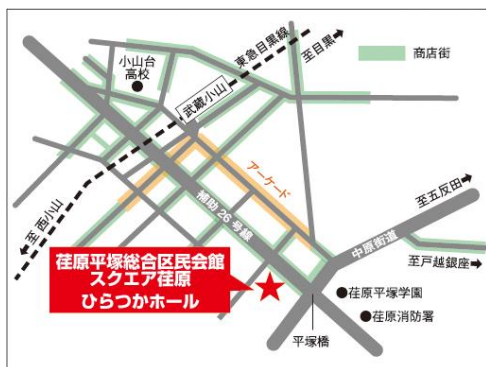 東急目黒線
至目黒
商店街
小山台
高校
武蔵小山
アーケード
補助26号線
至五反田
中原街道
至西小山
至戸越銀座
荏原平塚総合区民会館
スクエア荏原
ひらつかホール
荏原平塚学園
荏原消防署
平塚橋